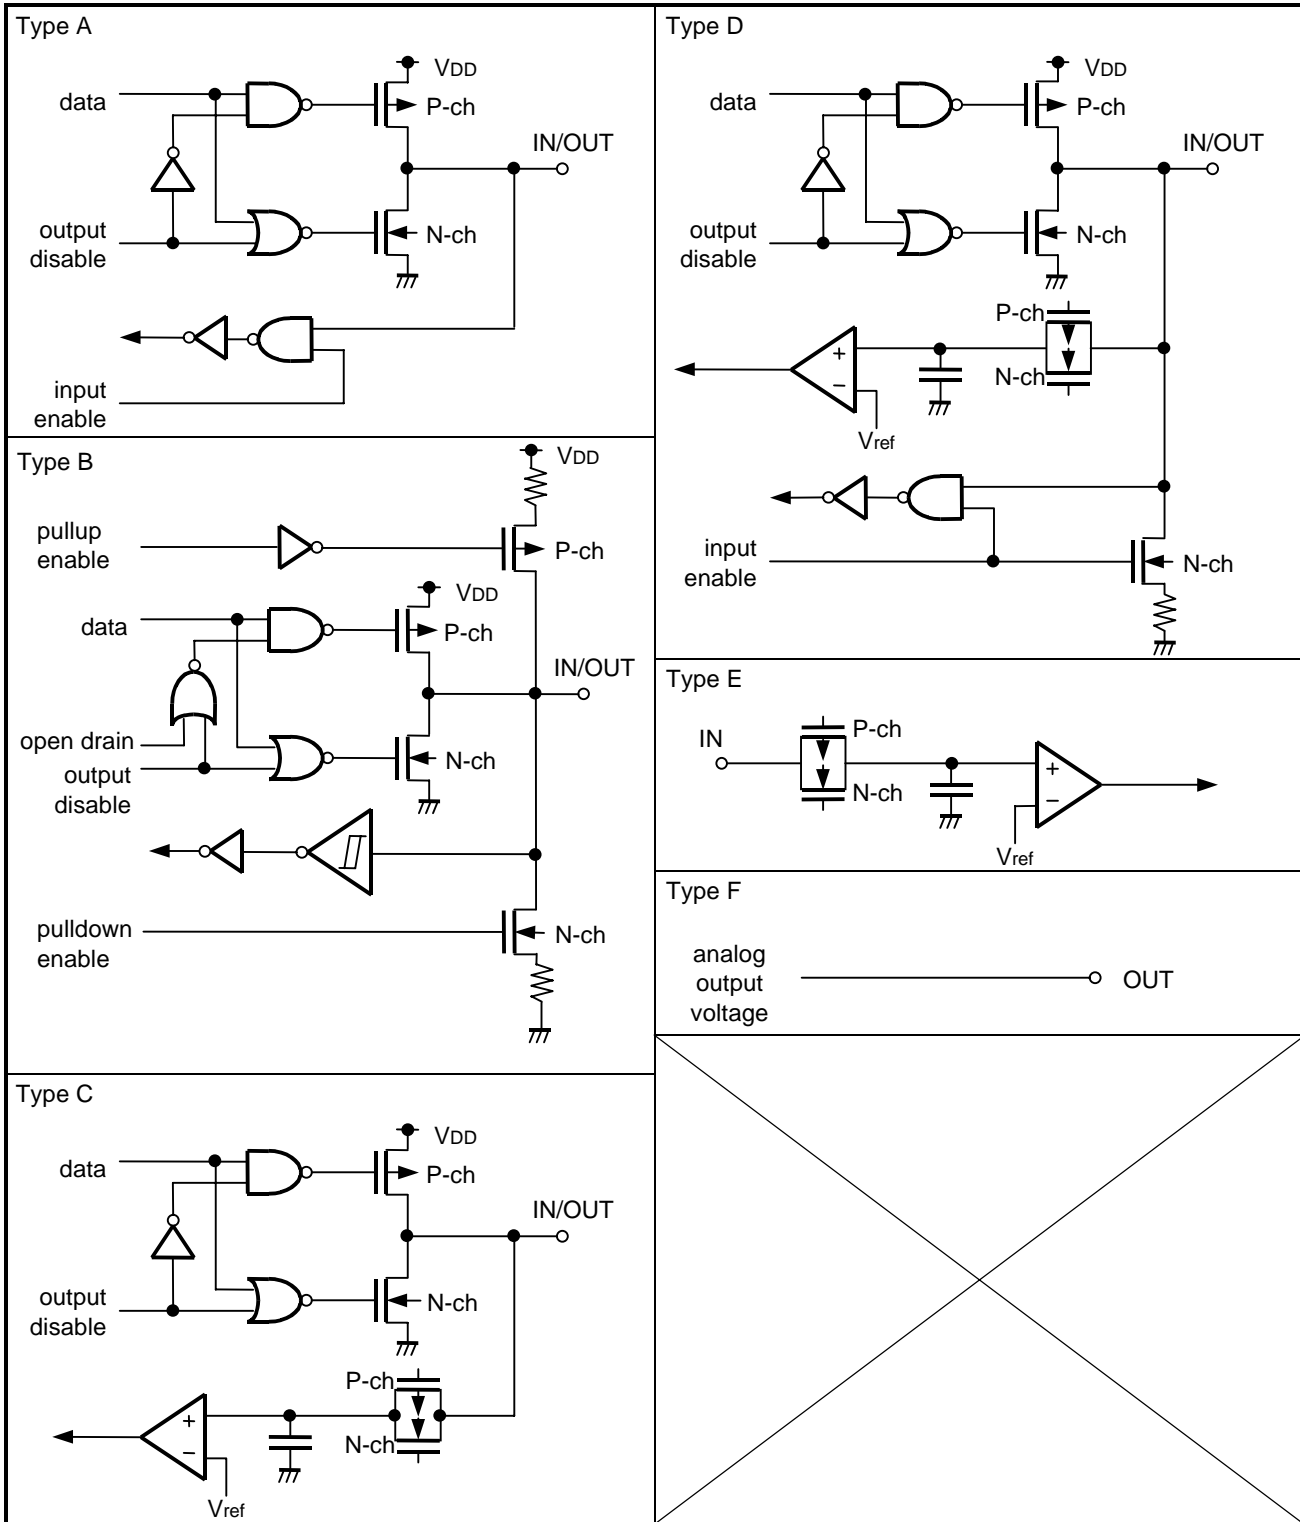 Type A
VDD
data
P-ch
IN/OUT
output
disable
N-ch
input
enable
Type B
VDD
pullup
enable
P-ch
VDD
data
P-ch
IN/OUT
open drain
output
disable
N-ch
pulldown
enable
N-ch
Type C
VDD
data
P-ch
IN/OUT
output
disable
N-ch
P-ch
+
−
N-ch
Vref
Type D
VDD
data
P-ch
IN/OUT
output
disable
N-ch
P-ch
+
−
N-ch
Vref
input
enable
N-ch
Type E
IN
P-ch
N-ch
+
−
Vref
Type F
analog
output
voltage
OUT